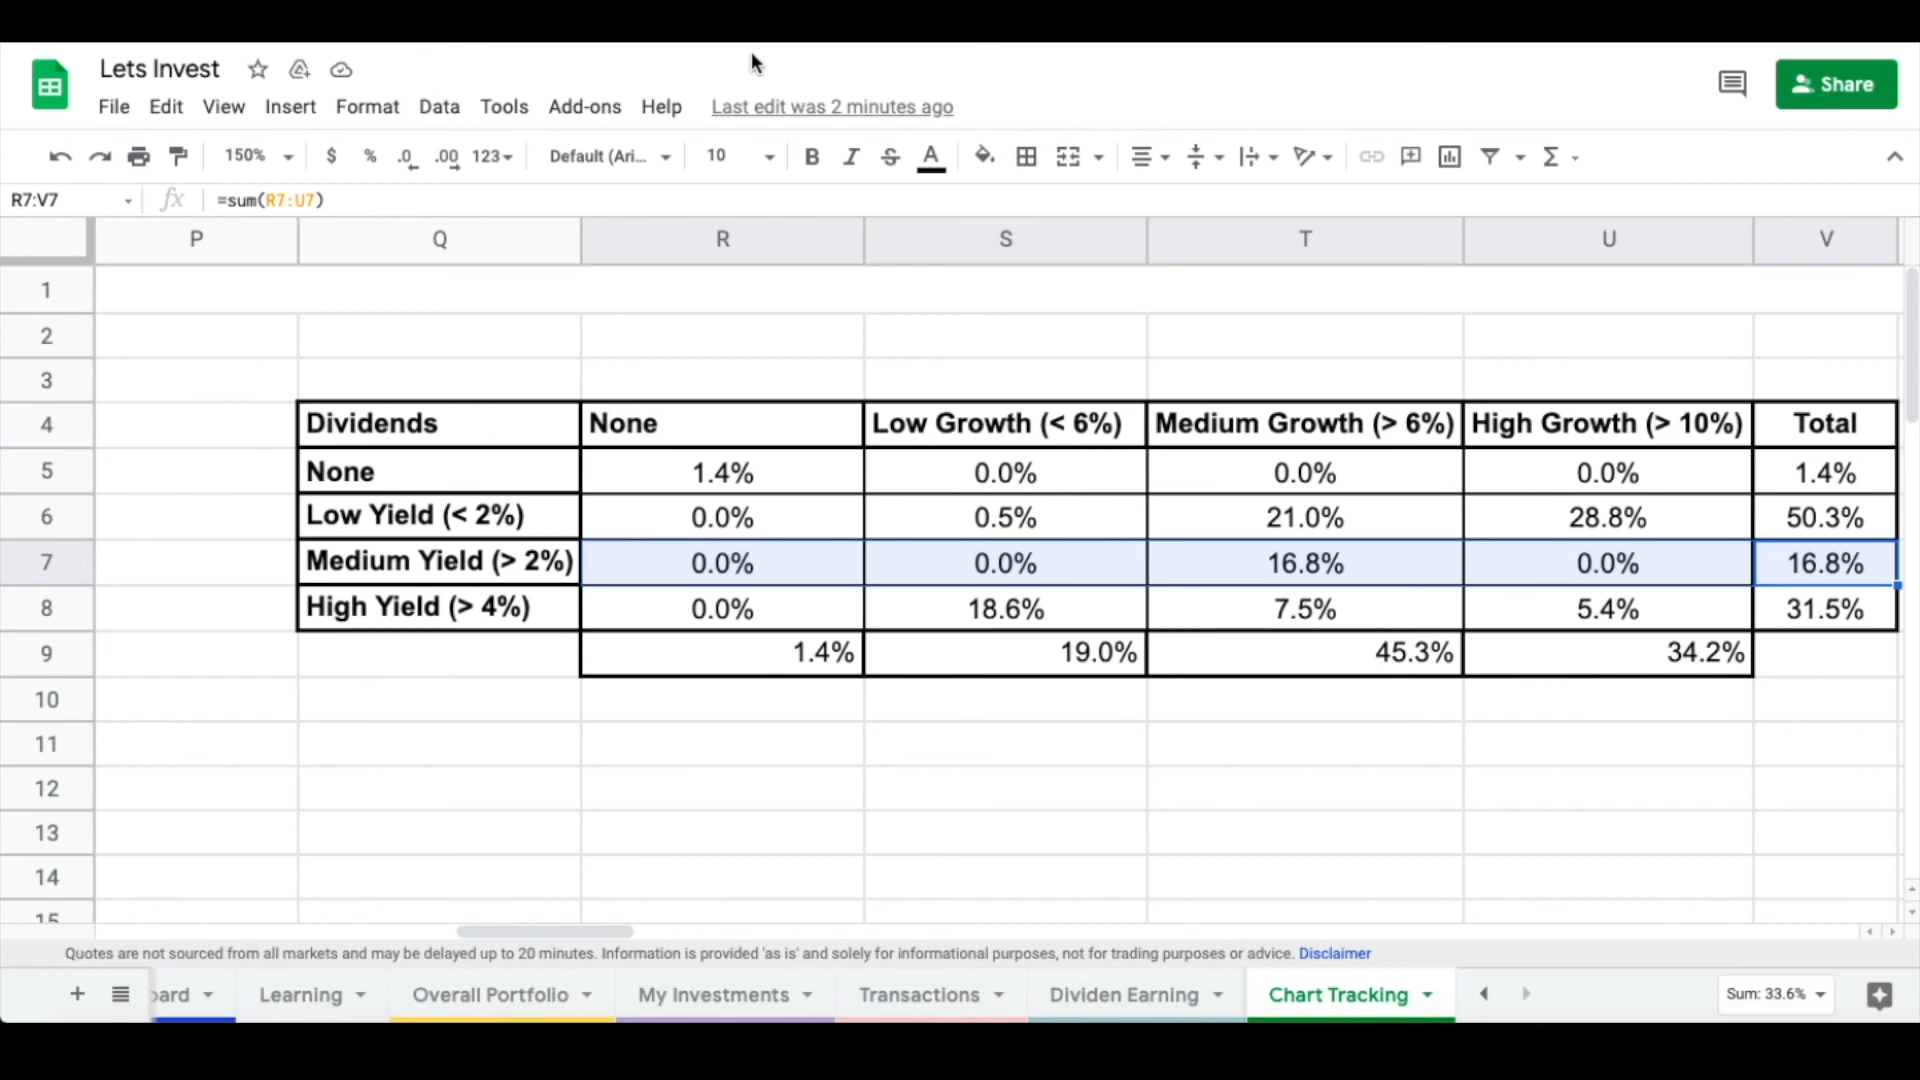 Lets Invest
File Edit View Insert Format Data Tools Add-ons Help Last edit was 2 minutes ago
Share
150% $ % .0 .00 123 Default (Ari... 10 B I S A
R7:V7 fx =sum(R7:U7)
P Q R S T U V
1
2
3
4 Dividends None Low Growth (< 6%) Medium Growth (> 6%) High Growth (> 10%) Total
5 None 1.4% 0.0% 0.0% 0.0% 1.4%
6 Low Yield (< 2%) 0.0% 0.5% 21.0% 28.8% 50.3%
7 Medium Yield (> 2%) 0.0% 0.0% 16.8% 0.0% 16.8%
8 High Yield (> 4%) 0.0% 18.6% 7.5% 5.4% 31.5%
9 1.4% 19.0% 45.3% 34.2%
10
11
12
13
14
15
Quotes are not sourced from all markets and may be delayed up to 20 minutes. Information is provided 'as is' and solely for informational purposes, not for trading purposes or advice. Disclaimer
oard Learning Overall Portfolio My Investments Transactions Dividen Earning Chart Tracking Sum: 33.6%